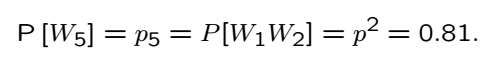 P [W₅] = p₅ = P[W₁W₂] = p² = 0.81.